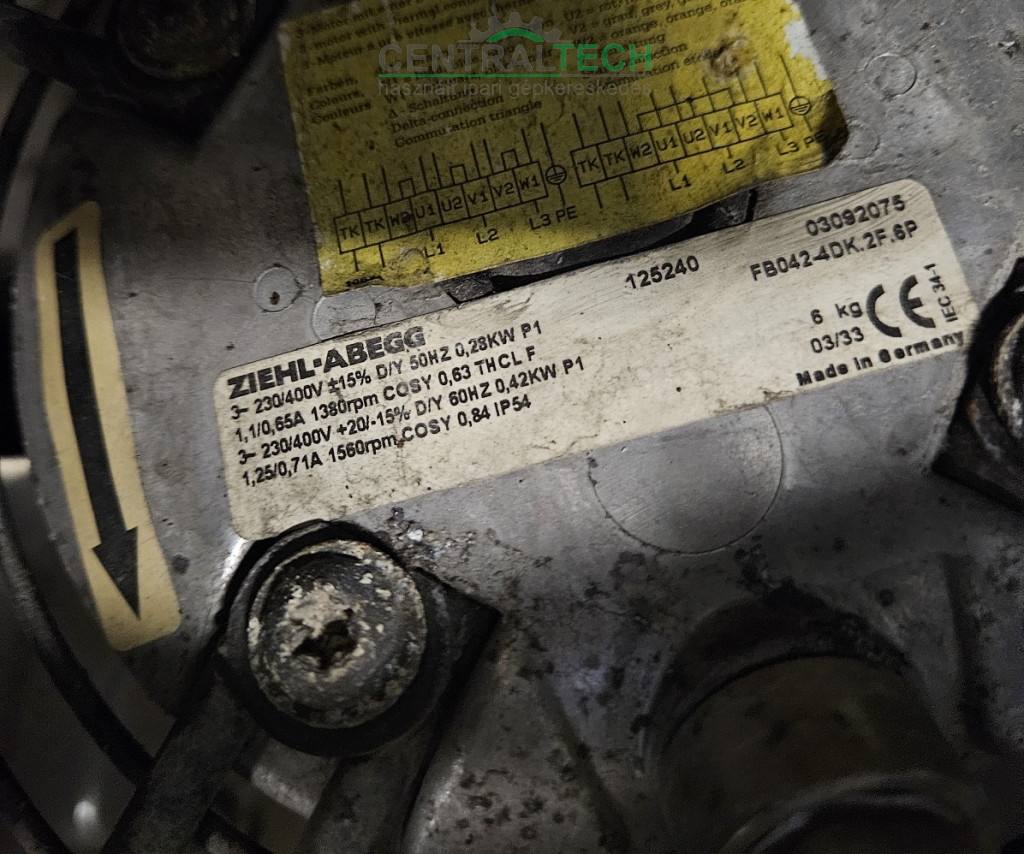 CENTRALTECH
használt ipari gépkereskedés
Delta connection
Commutation triangle
TK TK W2 U1 U2 V1 V2 W1
L1 L2 L3 PE
TK TK W2 U1 U2 V1 V2 W1
L1 L2 L3 PE
ZIEHL-ABEGG
125240
03092075
FB042-4DK.2F.6P
3~ 230/400V ±15% D/Y 50HZ 0,28KW P1
1,1/0,65A 1380rpm COSY 0,63 THCL F
3~ 230/400V +20/-15% D/Y 60HZ 0,42KW P1
1,25/0,71A 1560rpm COSY 0,84 IP54
6 kg
03/33
CE
IEC 34-1
Made in Germany